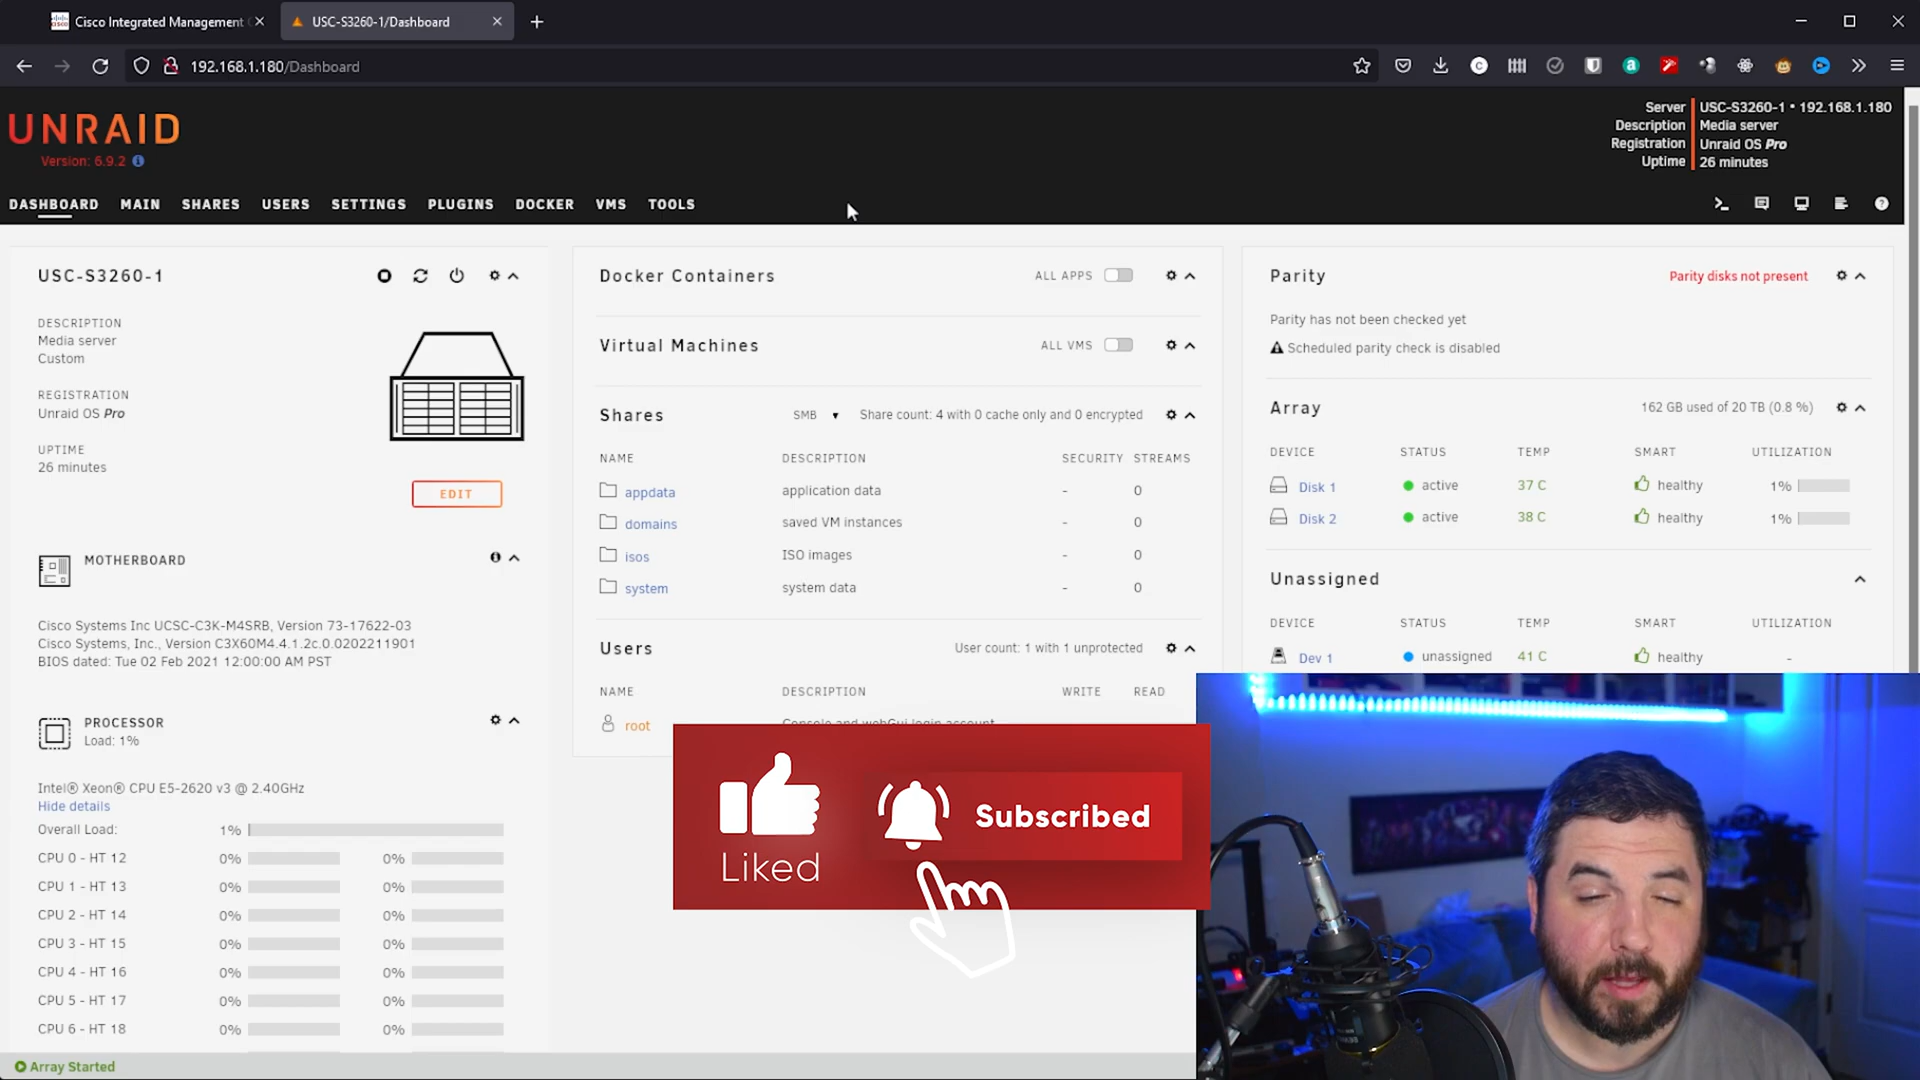 Cisco Integrated Management
USC-S3260-1/Dashboard
192.168.1.180/Dashboard
UNRAID
Version: 6.9.2
Server USC-S3260-1 • 192.168.1.180
Description Media server
Registration Unraid OS Pro
Uptime 26 minutes
DASHBOARD MAIN SHARES USERS SETTINGS PLUGINS DOCKER VMS TOOLS
USC-S3260-1
DESCRIPTION
Media server
Custom
REGISTRATION
Unraid OS Pro
UPTIME
26 minutes
EDIT
MOTHERBOARD
Cisco Systems Inc UCSC-C3K-M4SRB, Version 73-17622-03
Cisco Systems, Inc., Version C3X60M4.4.1.2c.0.0202211901
BIOS dated: Tue 02 Feb 2021 12:00:00 AM PST
PROCESSOR
Load: 1%
Intel® Xeon® CPU E5-2620 v3 @ 2.40GHz
Hide details
Overall Load: 1%
CPU 0 - HT 12 0% 0%
CPU 1 - HT 13 0% 0%
CPU 2 - HT 14 0% 0%
CPU 3 - HT 15 0% 0%
CPU 4 - HT 16 0% 0%
CPU 5 - HT 17 0% 0%
CPU 6 - HT 18 0% 0%
Array Started
Docker Containers ALL APPS
Virtual Machines ALL VMS
Shares SMB Share count: 4 with 0 cache only and 0 encrypted
NAME DESCRIPTION SECURITY STREAMS
appdata application data - 0
domains saved VM instances - 0
isos ISO images - 0
system system data - 0
Users User count: 1 with 1 unprotected
NAME DESCRIPTION WRITE READ
root Console and webGui login account
Liked
Subscribed
Parity Parity disks not present
Parity has not been checked yet
Scheduled parity check is disabled
Array 162 GB used of 20 TB (0.8 %)
DEVICE STATUS TEMP SMART UTILIZATION
Disk 1 active 37 C healthy 1%
Disk 2 active 38 C healthy 1%
Unassigned
DEVICE STATUS TEMP SMART UTILIZATION
Dev 1 unassigned 41 C healthy -